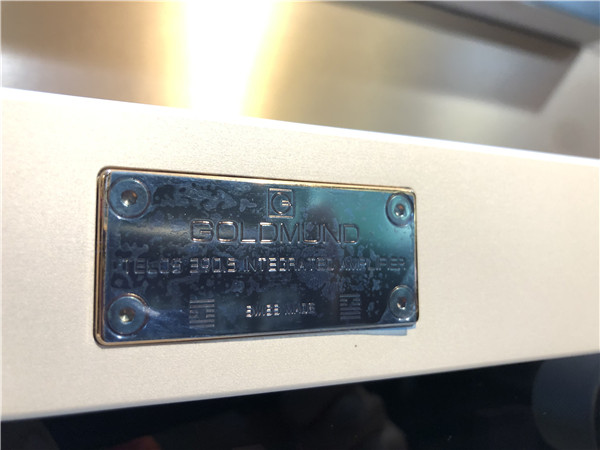 G
GOLDMUND
TELOS INTEGRATED AMPLIFIER
SWISS MADE